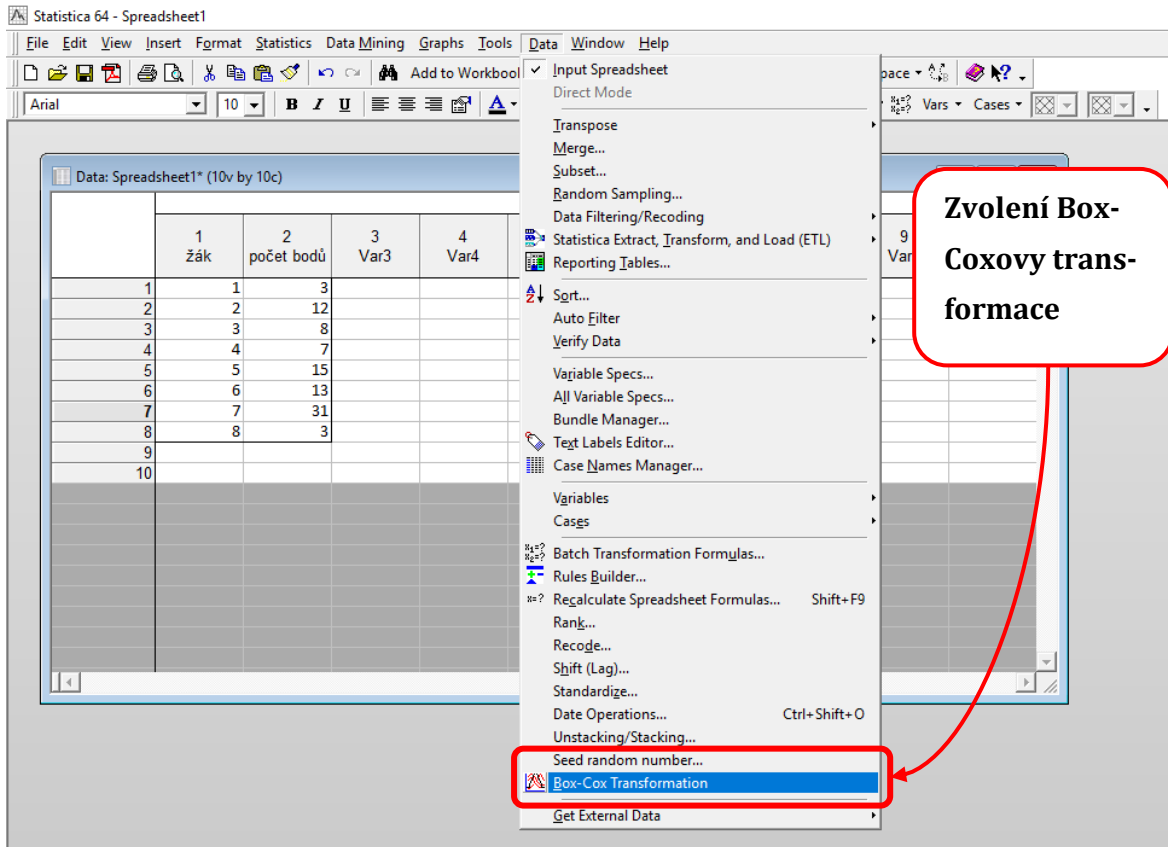 Statistica 64 - Spreadsheet1
File Edit View Insert Format Statistics Data Mining Graphs Tools Data Window Help
Add to Workbool
pace
Arial 10 B I U A Vars Cases
Input Spreadsheet
Direct Mode
Transpose
Merge...
Subset...
Random Sampling...
Data Filtering/Recoding
Statistica Extract, Transform, and Load (ETL)
Reporting Tables...
Sort...
Auto Filter
Verify Data
Variable Specs...
All Variable Specs...
Bundle Manager...
Text Labels Editor...
Case Names Manager...
Variables
Cases
Batch Transformation Formulas...
Rules Builder...
Recalculate Spreadsheet Formulas... Shift+F9
Rank...
Recode...
Shift (Lag)...
Standardize...
Date Operations... Ctrl+Shift+O
Unstacking/Stacking...
Seed random number...
Box-Cox Transformation
Get External Data
Data: Spreadsheet1* (10v by 10c)
1 2 3 4 9
žák počet bodů Var3 Var4 Var
1 1 3
2 2 12
3 3 8
4 4 7
5 5 15
6 6 13
7 7 31
8 8 3
9
10
Zvolení Box-
Coxovy trans-
formace